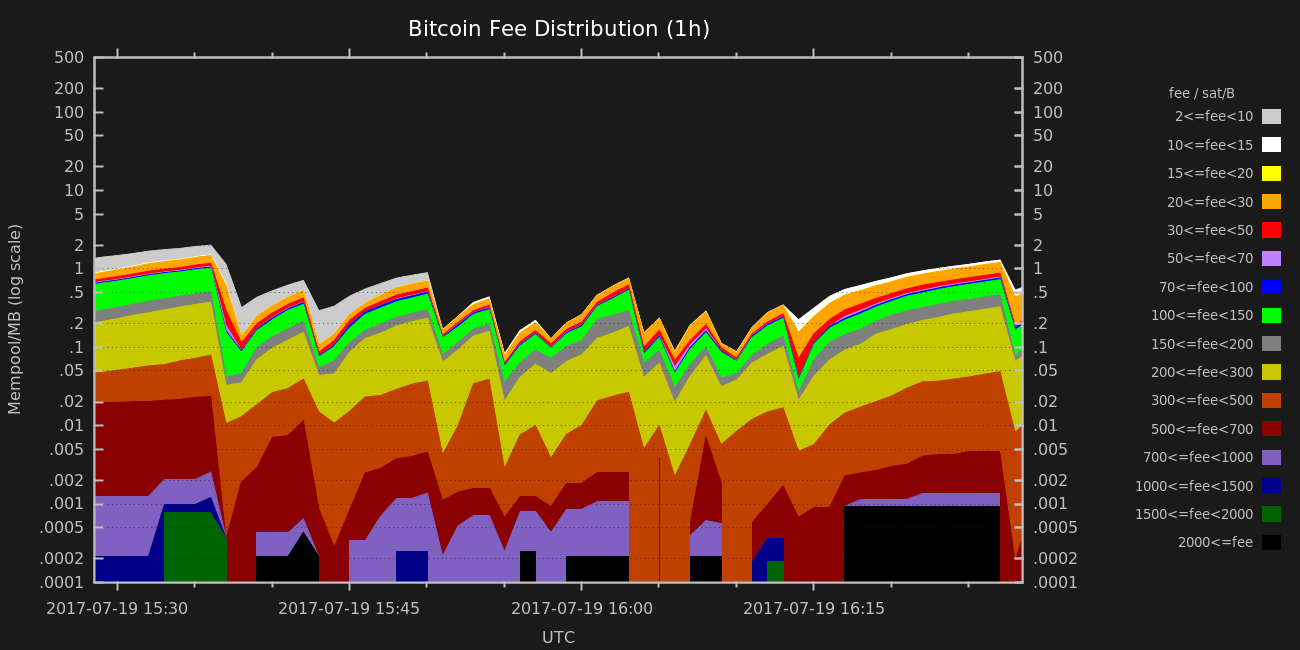 Bitcoin Fee Distribution (1h)
500 500
200 200
100 100
50 50
20 20
10 10
5 5
2 2
1 1
.5 .5
.2 .2
.1 .1
.05 .05
.02 .02
.01 .01
.005 .005
.002 .002
.001 .001
.0005 .0005
.0002 .0002
.0001 .0001
Mempool/MB (log scale)
2017-07-19 15:30 2017-07-19 15:45 2017-07-19 16:00 2017-07-19 16:15
UTC
fee / sat/B
2<=fee<10
10<=fee<15
15<=fee<20
20<=fee<30
30<=fee<50
50<=fee<70
70<=fee<100
100<=fee<150
150<=fee<200
200<=fee<300
300<=fee<500
500<=fee<700
700<=fee<1000
1000<=fee<1500
1500<=fee<2000
2000<=fee